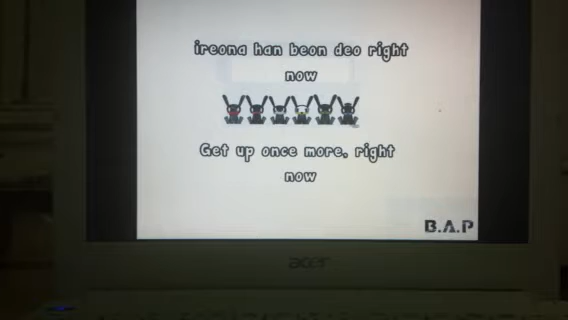 ireona han beon deo right
now
Get up once more, right
now
B.A.P
acer